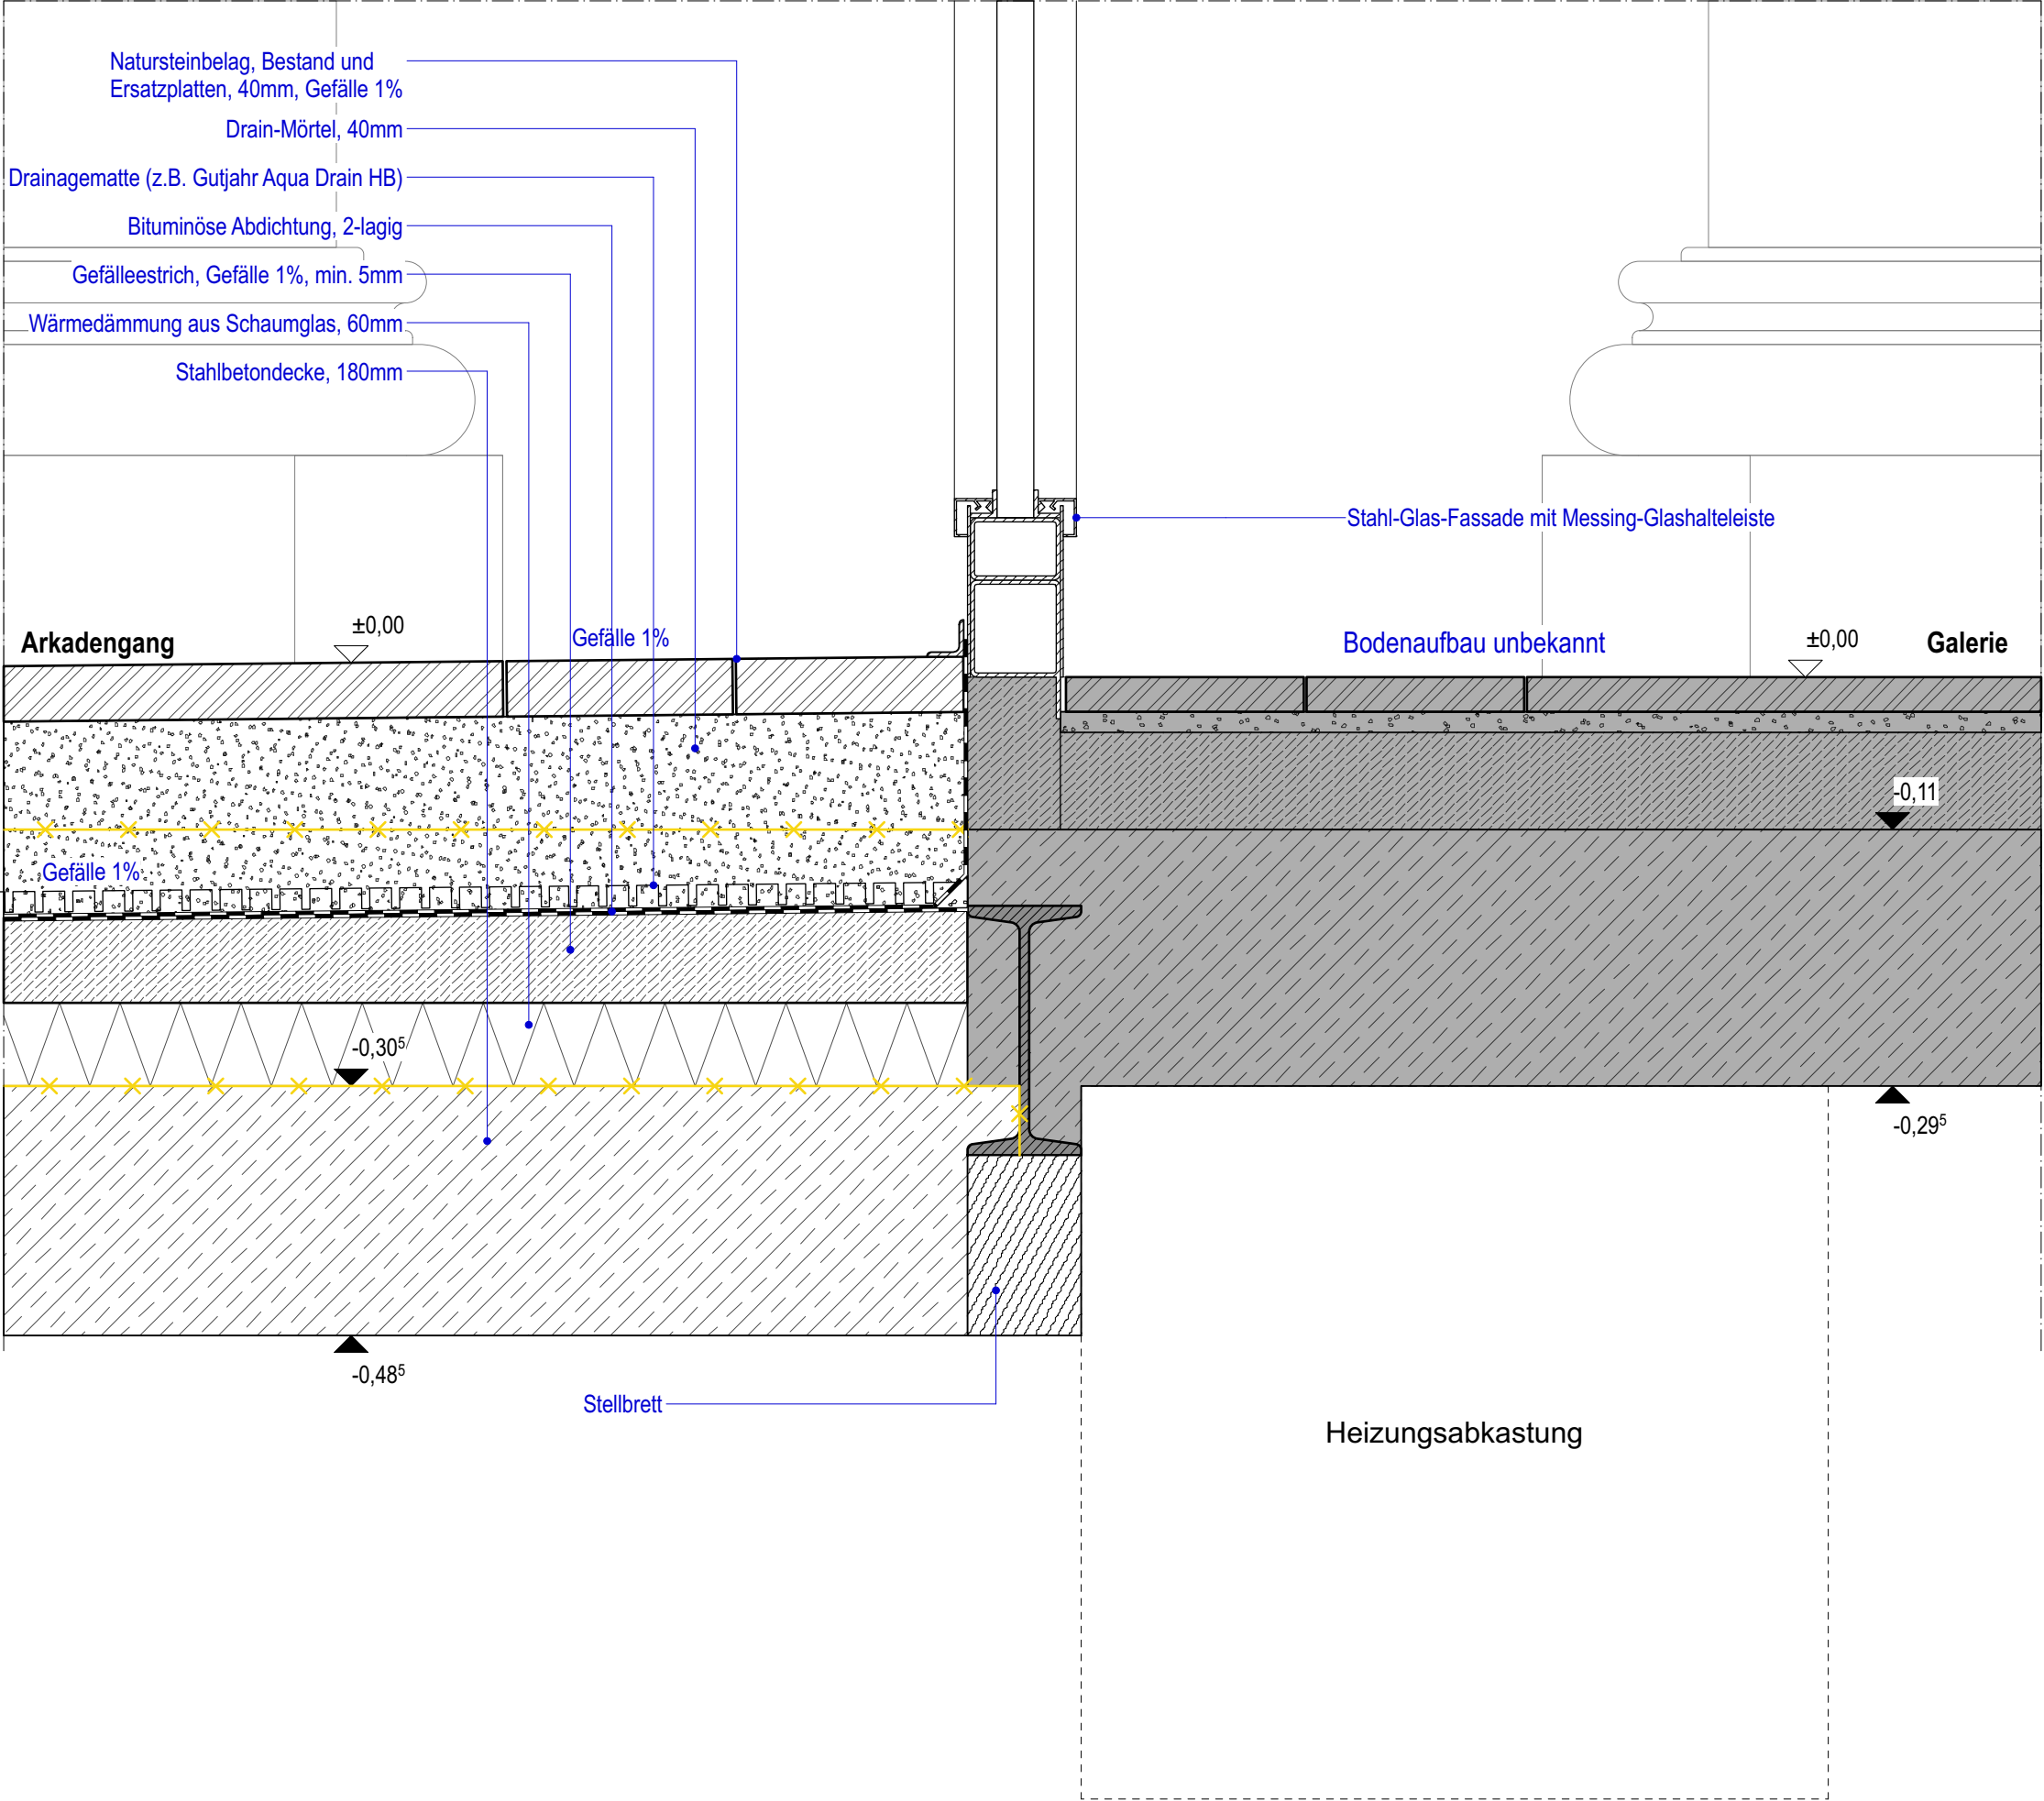 Natursteinbelag, Bestand und
Ersatzplatten, 40mm, Gefälle 1%
Drain-Mörtel, 40mm
Drainagematte (z.B. Gutjahr Aqua Drain HB)
Bituminöse Abdichtung, 2-lagig
Gefälleestrich, Gefälle 1%, min. 5mm
Wärmedämmung aus Schaumglas, 60mm
Stahlbetondecke, 180mm
Stahl-Glas-Fassade mit Messing-Glashalteleiste
Arkadengang
±0,00
Gefälle 1%
Bodenaufbau unbekannt
±0,00
Galerie
-0,11
Gefälle 1%
-0,30⁵
-0,29⁵
-0,48⁵
Stellbrett
Heizungsabkastung